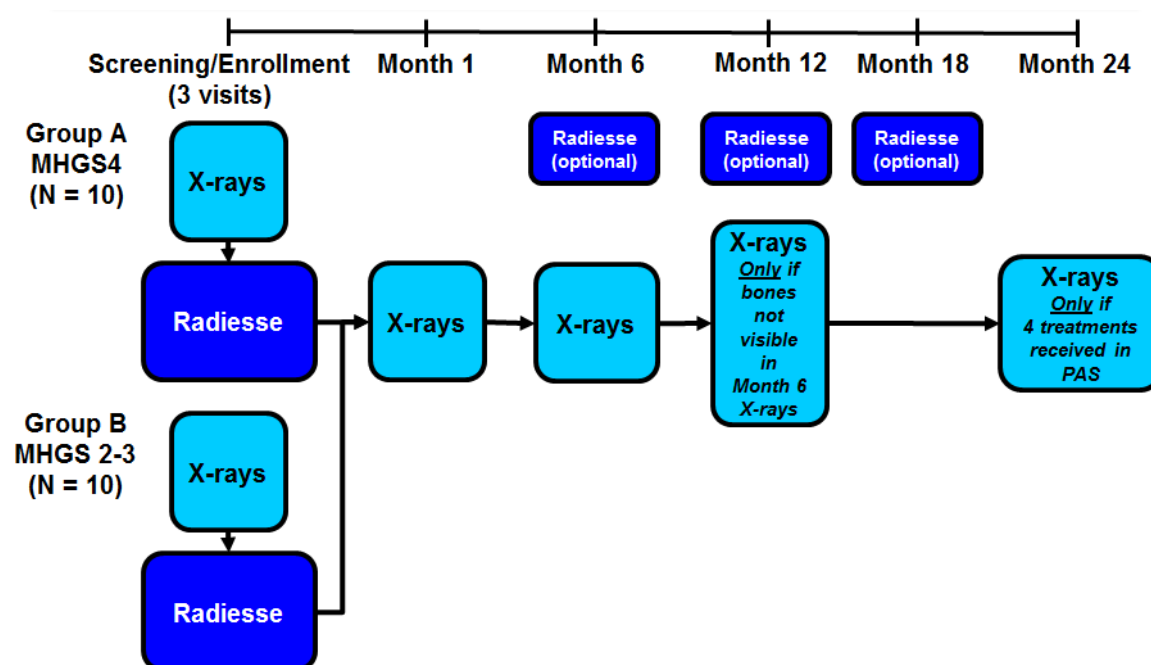 Screening/Enrollment
(3 visits)
Month 1
Month 6
Month 12
Month 18
Month 24
Group A
MHGS4
(N = 10)
X-rays
Radiesse
(optional)
Radiesse
(optional)
Radiesse
(optional)
Radiesse
X-rays
X-rays
X-rays
Only if
bones
not
visible
in
Month 6
X-rays
X-rays
Only if
4 treatments
received in
PAS
Group B
MHGS 2-3
(N = 10)
X-rays
Radiesse